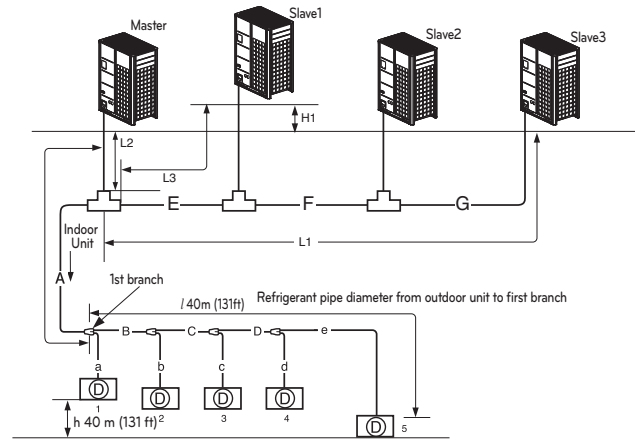 Master
Slave1
Slave2
Slave3
H1
L2
L3
E
F
G
L1
Indoor
Unit
A
1st branch
l 40m (131ft)
Refrigerant pipe diameter from outdoor unit to first branch
B
C
D
e
a
b
c
d
D
1
D
2
D
3
D
4
D
5
h 40 m (131 ft)